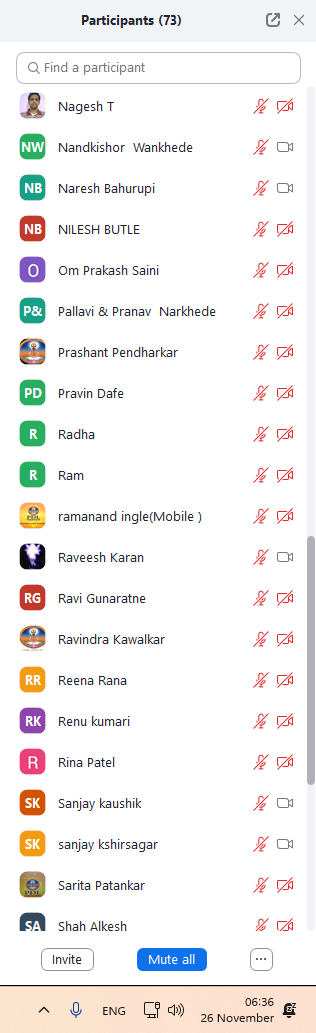 Participants (73)
Find a participant
Nagesh T
NW Nandkishor Wankhede
NB Naresh Bahurupi
NB NILESH BUTLE
O Om Prakash Saini
P& Pallavi & Pranav Narkhede
Prashant Pendharkar
PD Pravin Dafe
R Radha
R Ram
ramanand ingle(Mobile )
Raveesh Karan
RG Ravi Gunaratne
Ravindra Kawalkar
RR Reena Rana
RK Renu kumari
R Rina Patel
SK Sanjay kaushik
SK sanjay kshirsagar
Sarita Patankar
SA Shah Alkesh
Invite Mute all ...
ENG 06:36
26 November